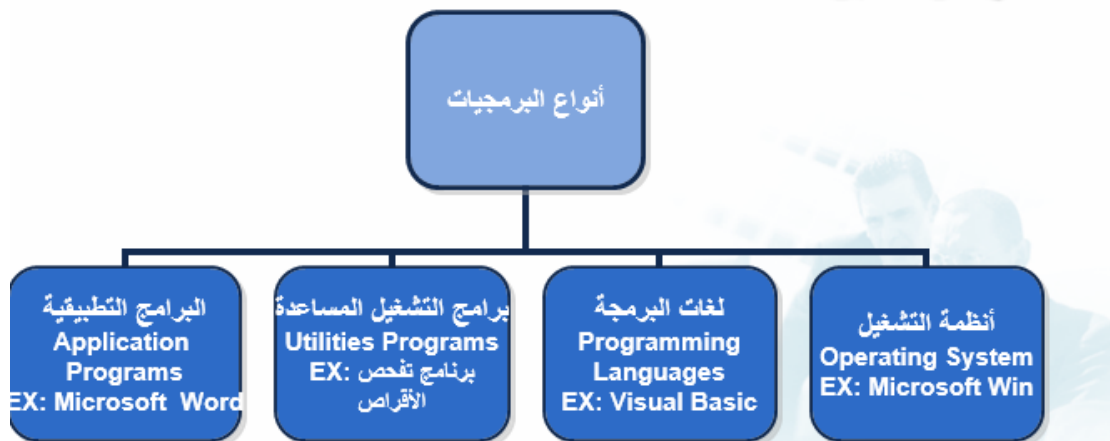 أنواع البرمجيات
أنظمة التشغيل
Operating System
EX: Microsoft Win
لغات البرمجة
Programming
Languages
EX: Visual Basic
برامج التشغيل المساعدة
Utilities Programs
EX: برنامج تفحص
الأقراص
البرامج التطبيقية
Application
Programs
EX: Microsoft Word